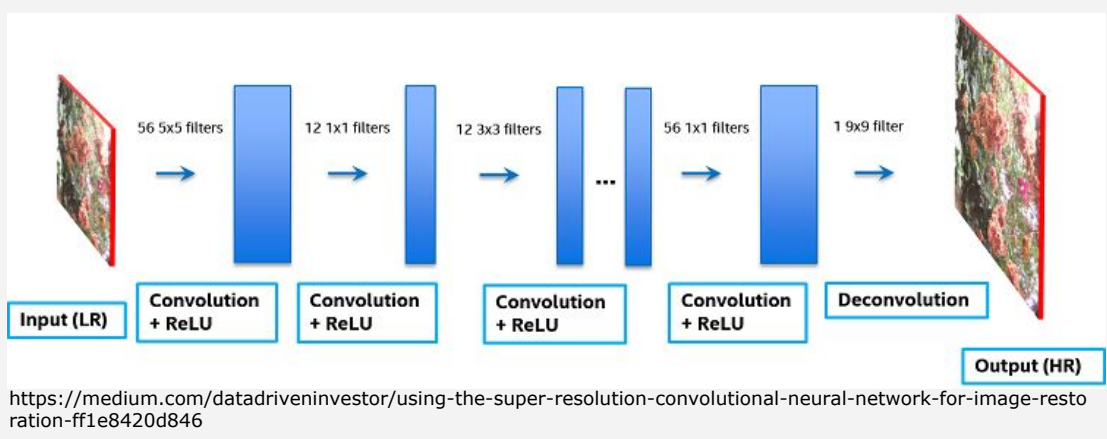 56 5x5 filters
12 1x1 filters
12 3x3 filters
56 1x1 filters
1 9x9 filter
...
Input (LR)
Convolution
+ ReLU
Convolution
+ ReLU
Convolution
+ ReLU
Convolution
+ ReLU
Deconvolution
Output (HR)
https://medium.com/datadriveninvestor/using-the-super-resolution-convolutional-neural-network-for-image-resto
ration-ff1e8420d846